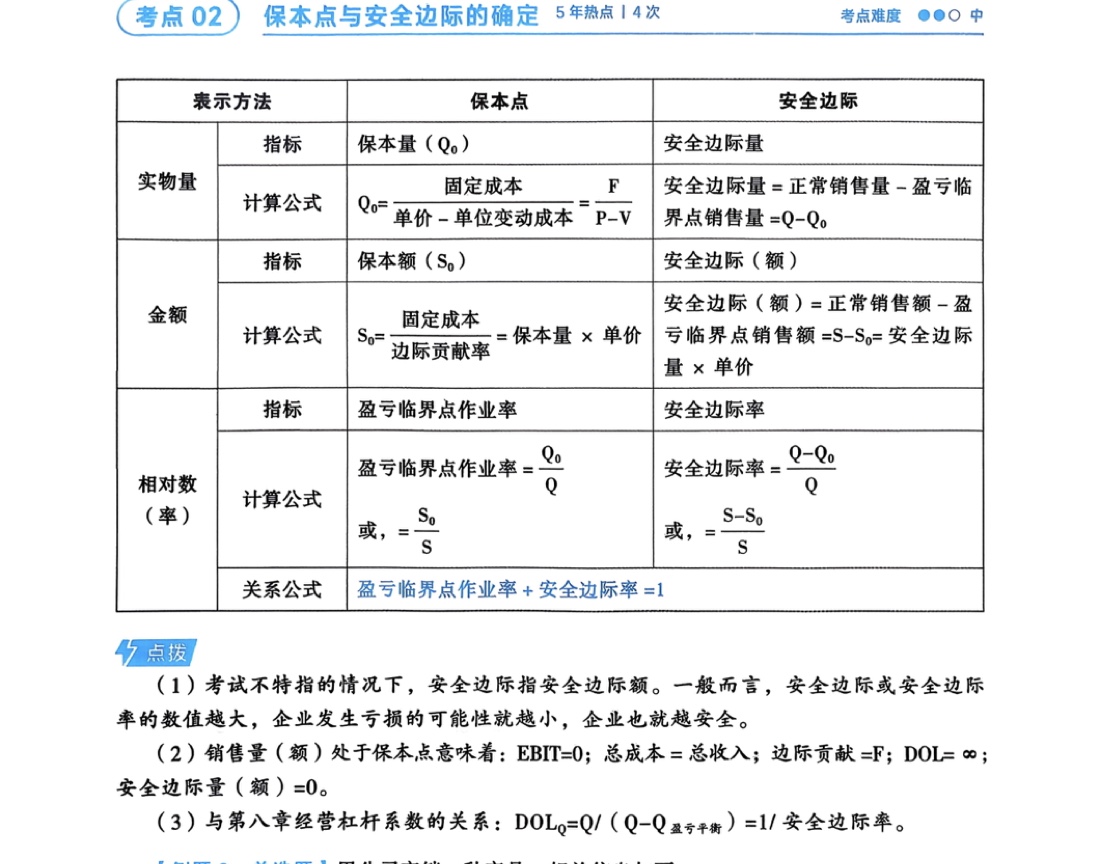 考点 02 保本点与安全边际的确定 5年热点 | 4次 考点难度 ●●○ 中
表示方法 保本点 安全边际
实物量 指标 保本量（Q₀） 安全边际量
计算公式 Q₀=固定成本/单价－单位变动成本=F/P－V 安全边际量=正常销售量－盈亏临
界点销售量=Q－Q₀
金额 指标 保本额（S₀） 安全边际（额）
计算公式 S₀=固定成本/边际贡献率=保本量×单价 安全边际（额）=正常销售额－盈
亏临界点销售额=S－S₀=安全边际
量×单价
相对数
（率）
指标 盈亏临界点作业率 安全边际率
计算公式 盈亏临界点作业率=Q₀/Q 安全边际率=Q－Q₀/Q
或，=S₀/S 或，=S－S₀/S
关系公式 盈亏临界点作业率+安全边际率=1
点拨
（1）考试不特指的情况下，安全边际指安全边际额。一般而言，安全边际或安全边际
率的数值越大，企业发生亏损的可能性就越小，企业也就越安全。
（2）销售量（额）处于保本点意味着：EBIT=0；总成本=总收入；边际贡献=F；DOL=∞；
安全边际量（额）=0。
（3）与第八章经营杠杆系数的关系：DOL_Q=Q/（Q－Q盈亏平衡）=1/安全边际率。